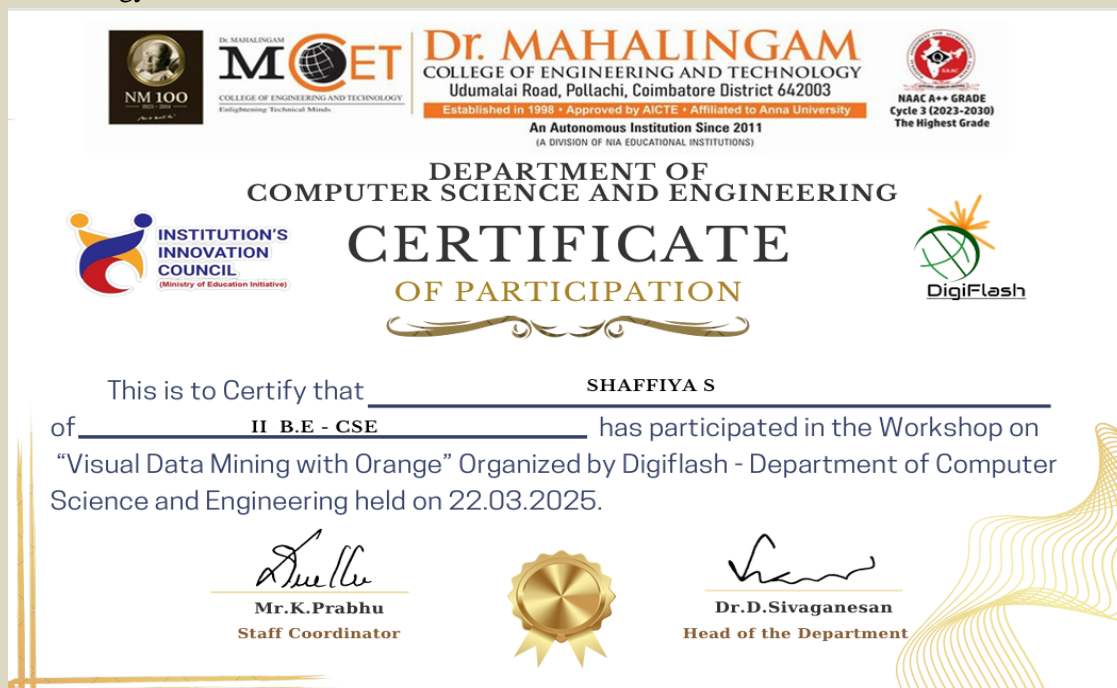 NM 100
1923 - 2014
Dr. MAHALINGAM
MCET
COLLEGE OF ENGINEERING AND TECHNOLOGY
Enlightening Technical Minds
Dr. MAHALINGAM
COLLEGE OF ENGINEERING AND TECHNOLOGY
Udumalai Road, Pollachi, Coimbatore District 642003
Established in 1998 • Approved by AICTE • Affiliated to Anna University
An Autonomous Institution Since 2011
(A DIVISION OF NIA EDUCATIONAL INSTITUTIONS)
NAAC
NAAC A++ GRADE
Cycle 3 (2023-2030)
The Highest Grade
DEPARTMENT OF
COMPUTER SCIENCE AND ENGINEERING
INSTITUTION'S
INNOVATION
COUNCIL
(Ministry of Education Initiative)
CERTIFICATE
OF PARTICIPATION
DigiFlash
This is to Certify that SHAFFIYA S
of II B.E - CSE has participated in the Workshop on
“Visual Data Mining with Orange” Organized by Digiflash - Department of Computer
Science and Engineering held on 22.03.2025.
Mr.K.Prabhu
Staff Coordinator
Dr.D.Sivaganesan
Head of the Department